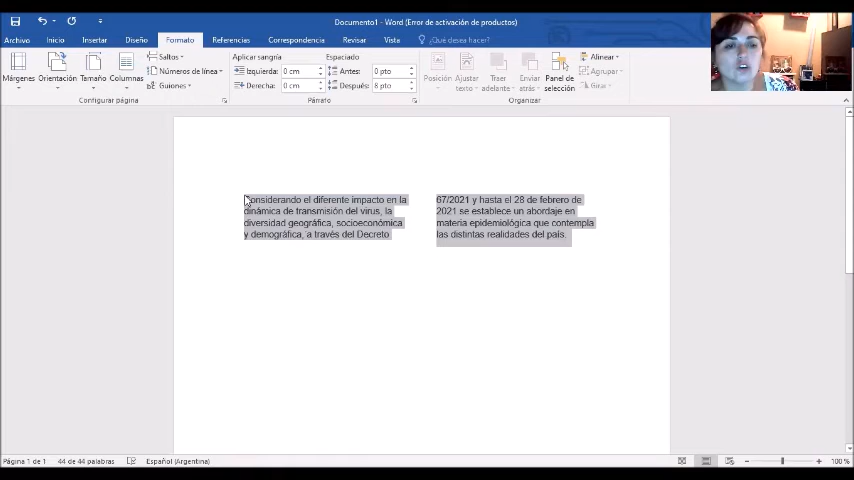 Documento1 - Word (Error de activación de productos)
Archivo Inicio Insertar Diseño Formato Referencias Correspondencia Revisar Vista ¿Qué desea hacer?
Márgenes Orientación Tamaño Columnas
Saltos
Números de línea
Guiones
Configurar página
Aplicar sangría Espaciado
Izquierda: 0 cm Antes: 0 pto
Derecha: 0 cm Después: 8 pto
Párrafo
Posición Ajustar texto Traer adelante Enviar atrás Panel de selección
Alinear
Agrupar
Girar
Organizar
Considerando el diferente impacto en la
dinámica de transmisión del virus, la
diversidad geográfica, socioeconómica
y demográfica, a través del Decreto
67/2021 y hasta el 28 de febrero de
2021 se establece un abordaje en
materia epidemiológica que contempla
las distintas realidades del país.
Página 1 de 1 44 de 44 palabras Español (Argentina) 100 %